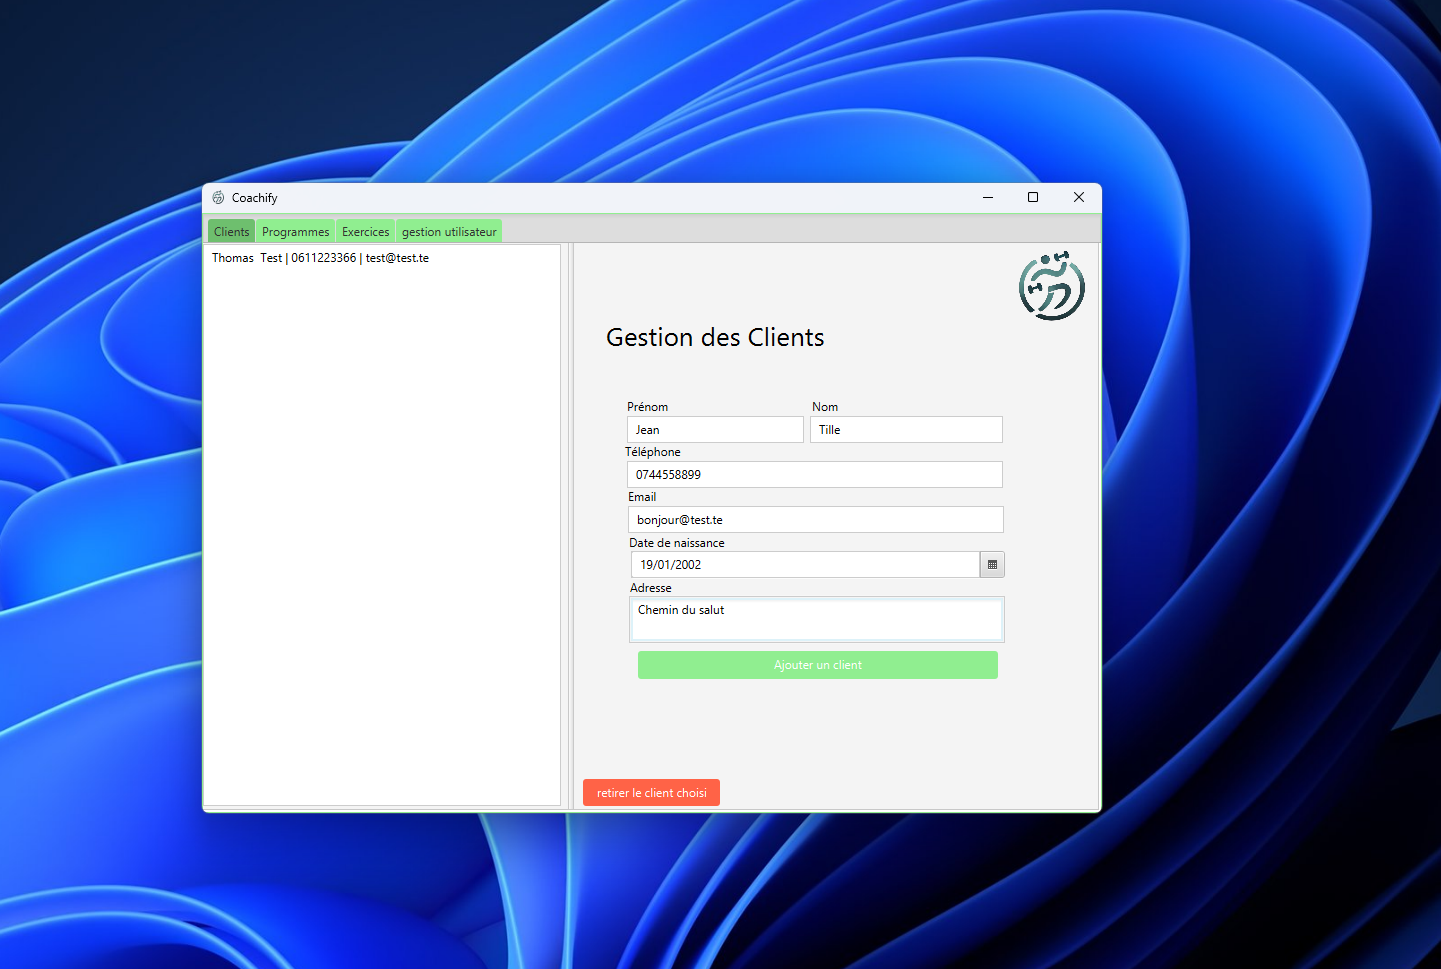 Coachify
Clients Programmes Exercices gestion utilisateur
Thomas  Test | 0611223366 | test@test.te
Gestion des Clients
Prénom Nom
Jean Tille
Téléphone
0744558899
Email
bonjour@test.te
Date de naissance
19/01/2002
Adresse
Chemin du salut
Ajouter un client
retirer le client choisi